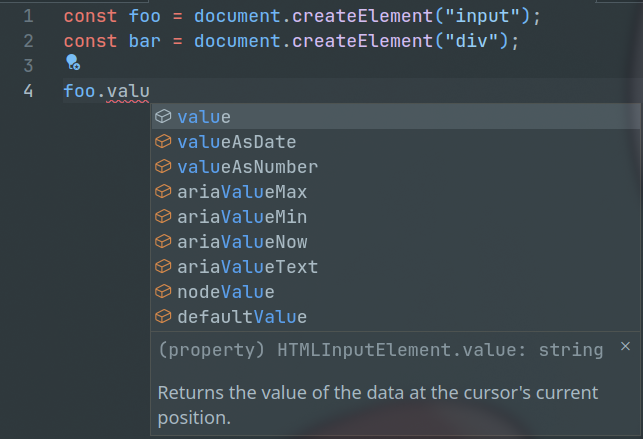 1 const foo = document.createElement("input");
2 const bar = document.createElement("div");
3
4 foo.valu
value
valueAsDate
valueAsNumber
ariaValueMax
ariaValueMin
ariaValueNow
ariaValueText
nodeValue
defaultValue
(property) HTMLInputElement.value: string ×
Returns the value of the data at the cursor's current
position.